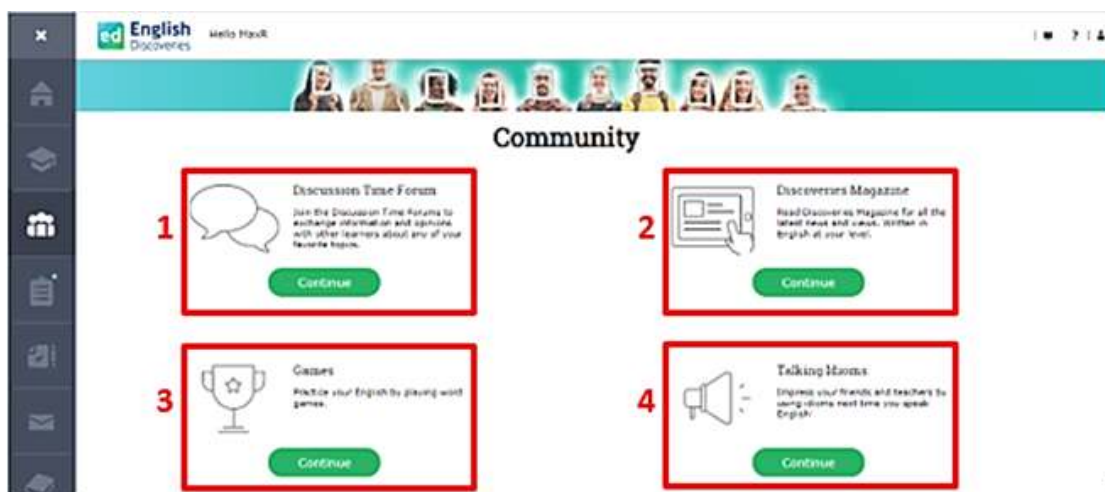 ed English
Discoveries
Hello MaxR
?
Community
1
Discussion Time Forum
Join the Discussion Time Forums to
exchange information and opinions
with other learners about any of your
favorite topics.
Continue
2
Discoveries Magazine
Read Discoveries Magazine for all the
latest news and views. Written in
English at your level.
Continue
3
Games
Practice your English by playing word
games.
Continue
4
Talking Idioms
Impress your friends and teachers by
using idioms next time you speak
English!
Continue